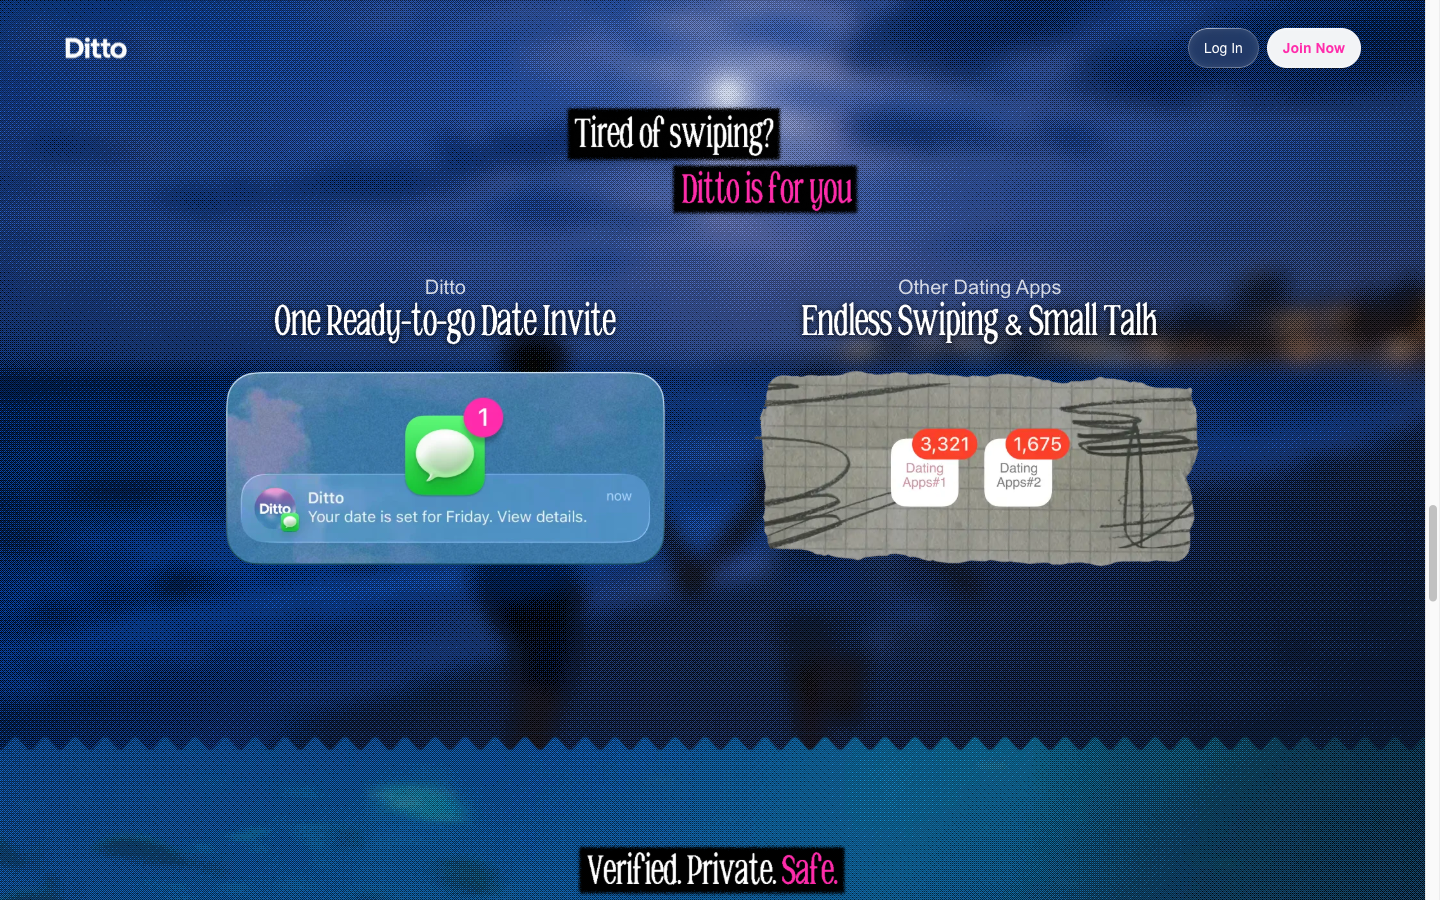 Ditto
Log In
Join Now
Tired of swiping?
Ditto is for you
Ditto
One Ready-to-go Date Invite
Other Dating Apps
Endless Swiping & Small Talk
1
Ditto
Ditto
now
Your date is set for Friday. View details.
3,321
Dating
Apps#1
1,675
Dating
Apps#2
Verified. Private. Safe.